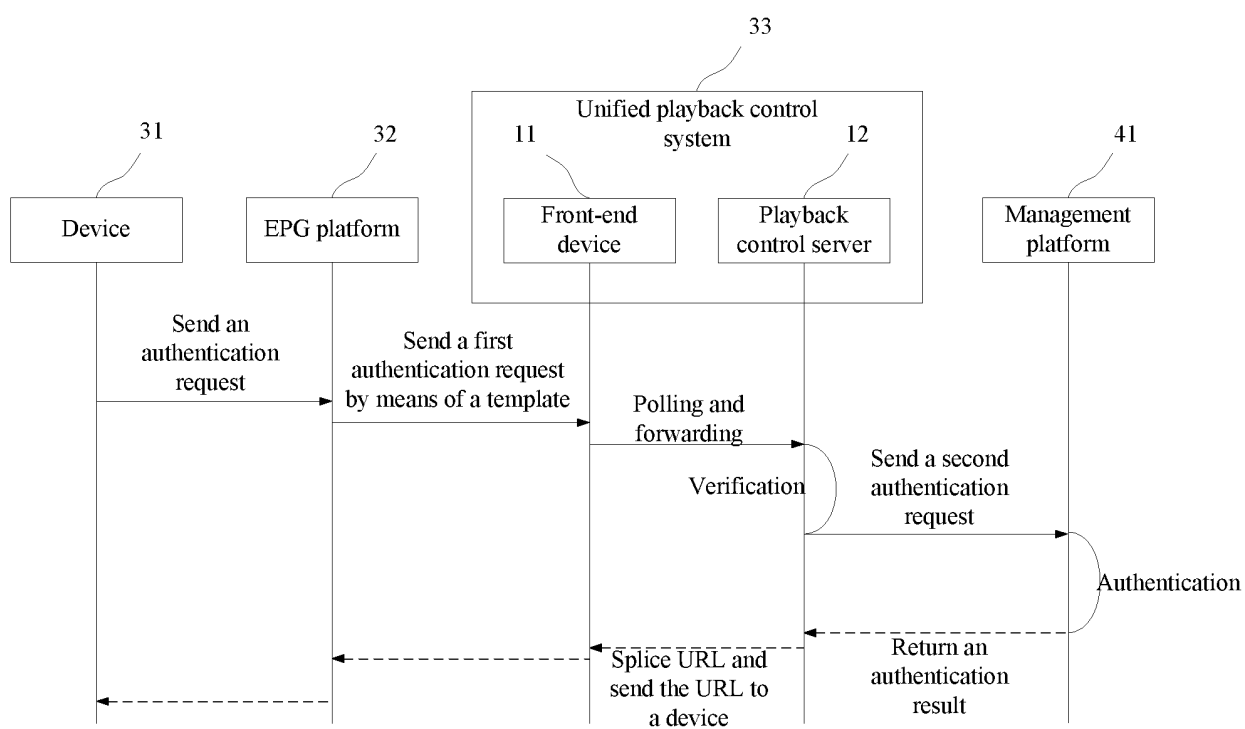 33
Unified playback control
system
31
32
11
12
41
Device
EPG platform
Front-end
device
Playback
control server
Management
platform
Send an
authentication
request
Send a first
authentication request
by means of a template
Polling and
forwarding
Verification
Send a second
authentication
request
Authentication
Return an
authentication
result
Splice URL and
send the URL to
a device